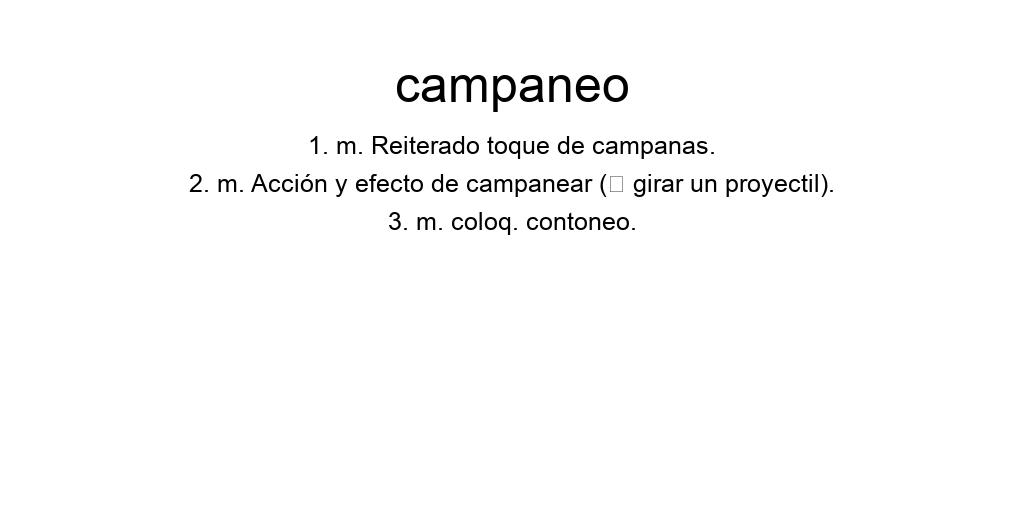 campaneo
1. m. Reiterado toque de campanas.
2. m. Acción y efecto de campanear (□ girar un proyectil).
3. m. coloq. contoneo.